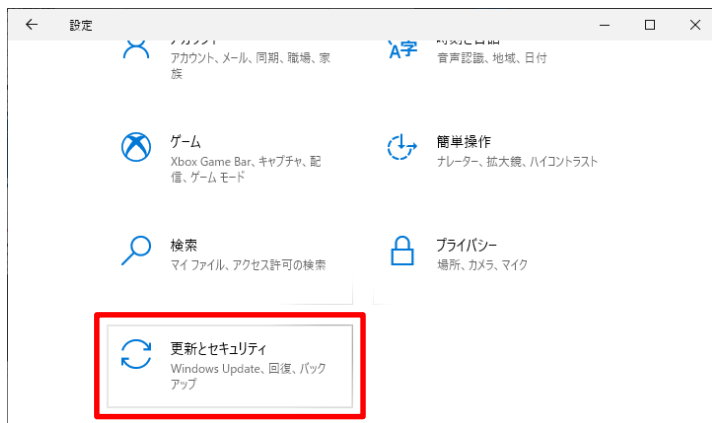 設定
アカウント、メール、同期、職場、家
族
音声認識、地域、日付
ゲーム
Xbox Game Bar、キャプチャ、配
信、ゲーム モード
簡単操作
ナレーター、拡大鏡、ハイコントラスト
検索
マイ ファイル、アクセス許可の検索
プライバシー
場所、カメラ、マイク
更新とセキュリティ
Windows Update、回復、バック
アップ